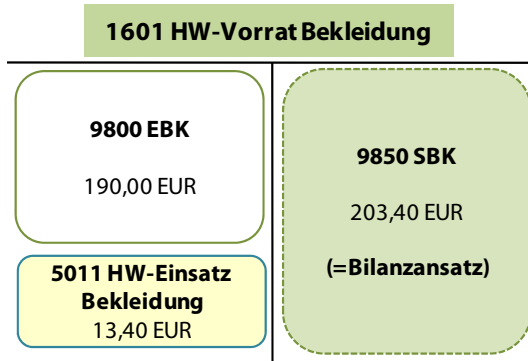 1601 HW-Vorrat Bekleidung
9800 EBK
190,00 EUR
5011 HW-Einsatz
Bekleidung
13,40 EUR
9850 SBK
203,40 EUR
(=Bilanzansatz)